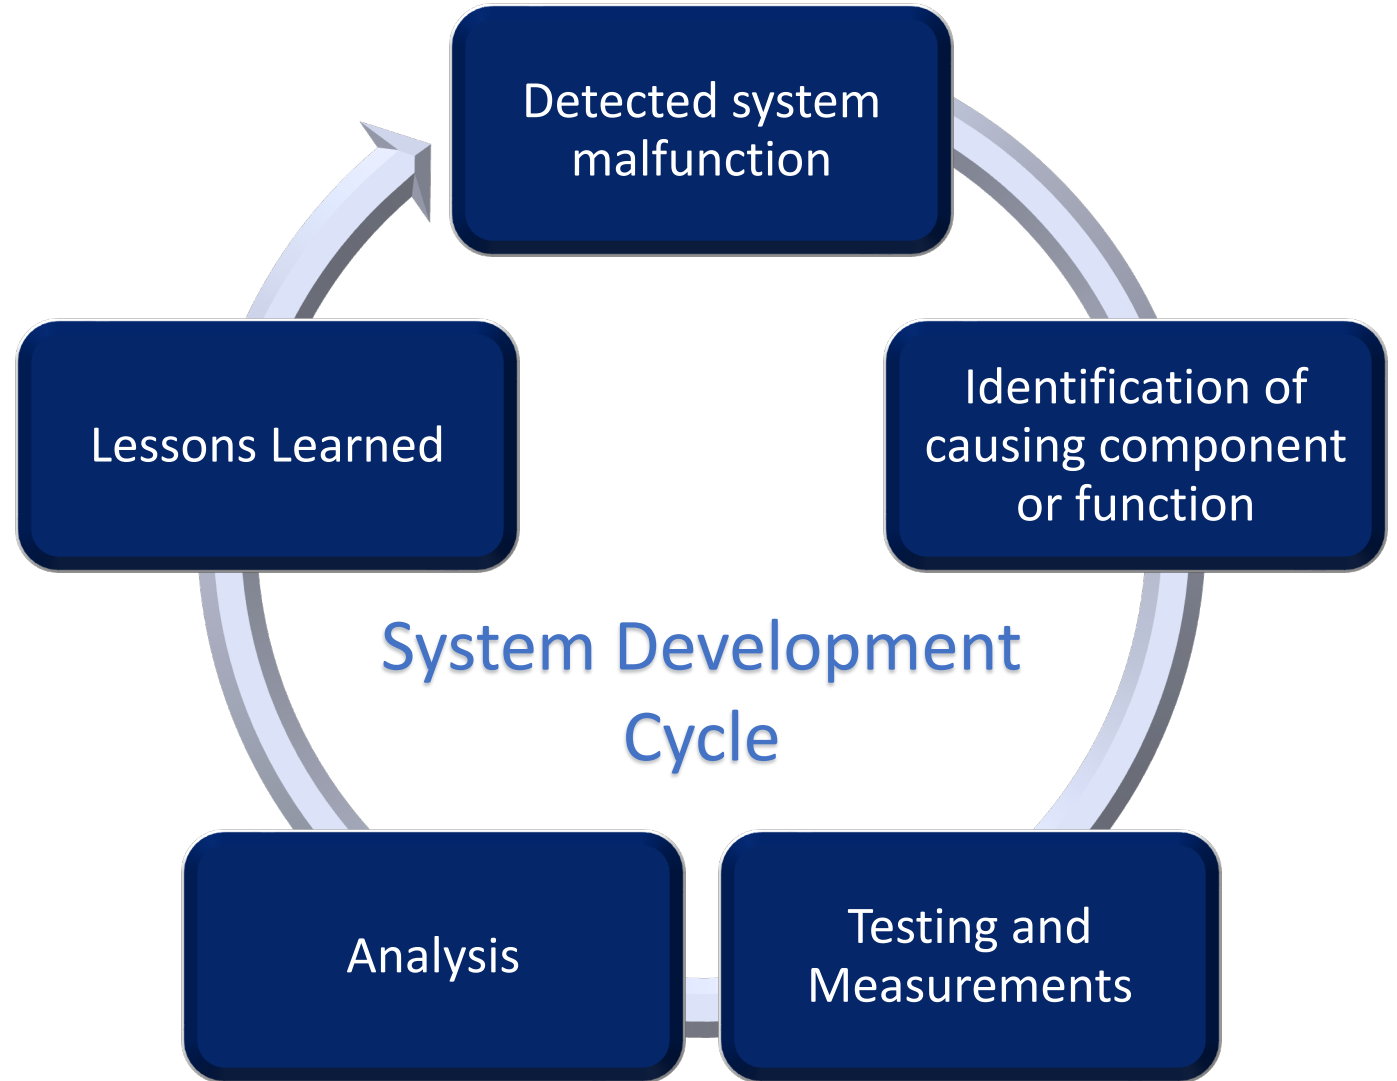 Detected system
malfunction
Identification of
causing component
or function
Testing and
Measurements
Analysis
Lessons Learned
System Development
Cycle